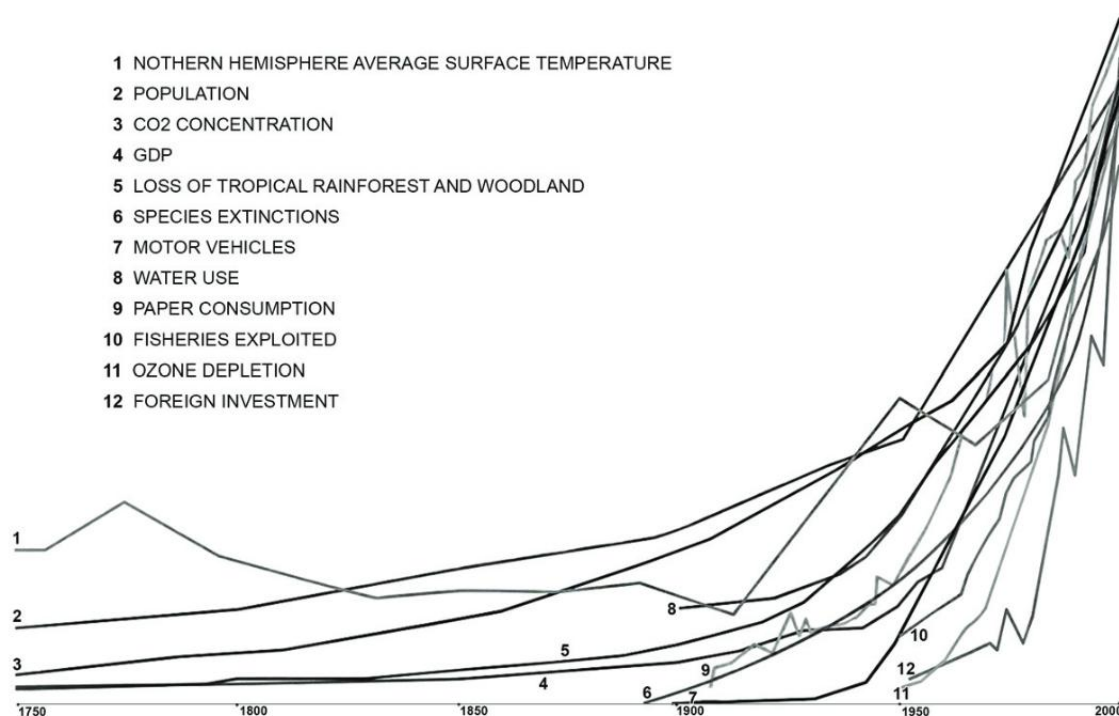 1 NOTHERN HEMISPHERE AVERAGE SURFACE TEMPERATURE
2 POPULATION
3 CO2 CONCENTRATION
4 GDP
5 LOSS OF TROPICAL RAINFOREST AND WOODLAND
6 SPECIES EXTINCTIONS
7 MOTOR VEHICLES
8 WATER USE
9 PAPER CONSUMPTION
10 FISHERIES EXPLOITED
11 OZONE DEPLETION
12 FOREIGN INVESTMENT
1
2
8
10
5
3
9
12
4
6
7
11
1750 1800 1850 1900 1950 2000